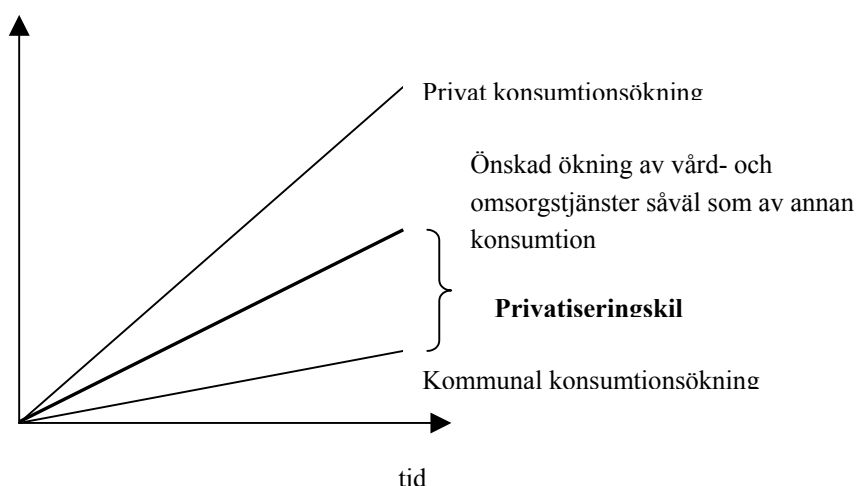 Privat konsumtionsökning
Önskad ökning av vård- och
omsorgstjänster såväl som av annan
konsumtion
Privatiseringskil
Kommunal konsumtionsökning
tid